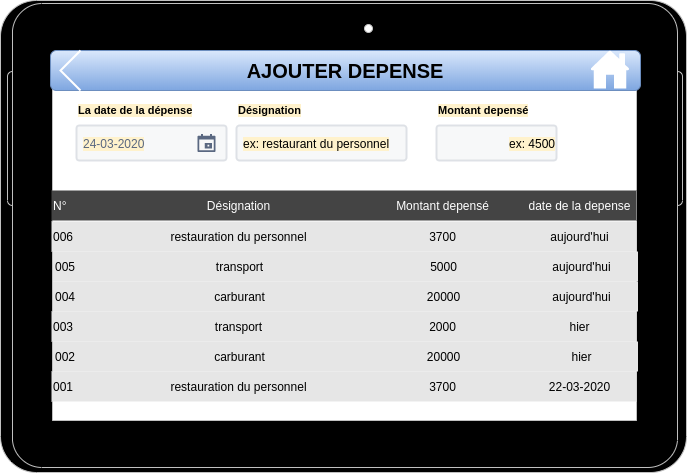 AJOUTER DEPENSE
La date de la dépense Désignation Montant depensé
24-03-2020 ex: restaurant du personnel ex: 4500
N° Désignation Montant depensé date de la depense
006 restauration du personnel 3700 aujourd'hui
005 transport 5000 aujourd'hui
004 carburant 20000 aujourd'hui
003 transport 2000 hier
002 carburant 20000 hier
001 restauration du personnel 3700 22-03-2020